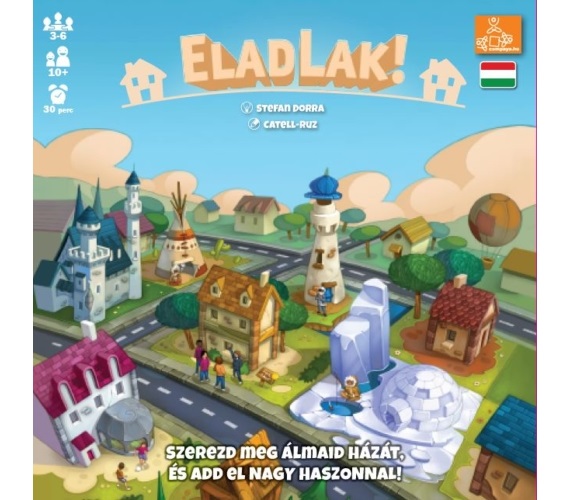 3-6
10+
30 perc
ELADLAK!
STEFAN DORRA
CATELL-RUZ
SZEREZD MEG ÁLMAID HÁZÁT,
ÉS ADD EL NAGY HASZONNAL!